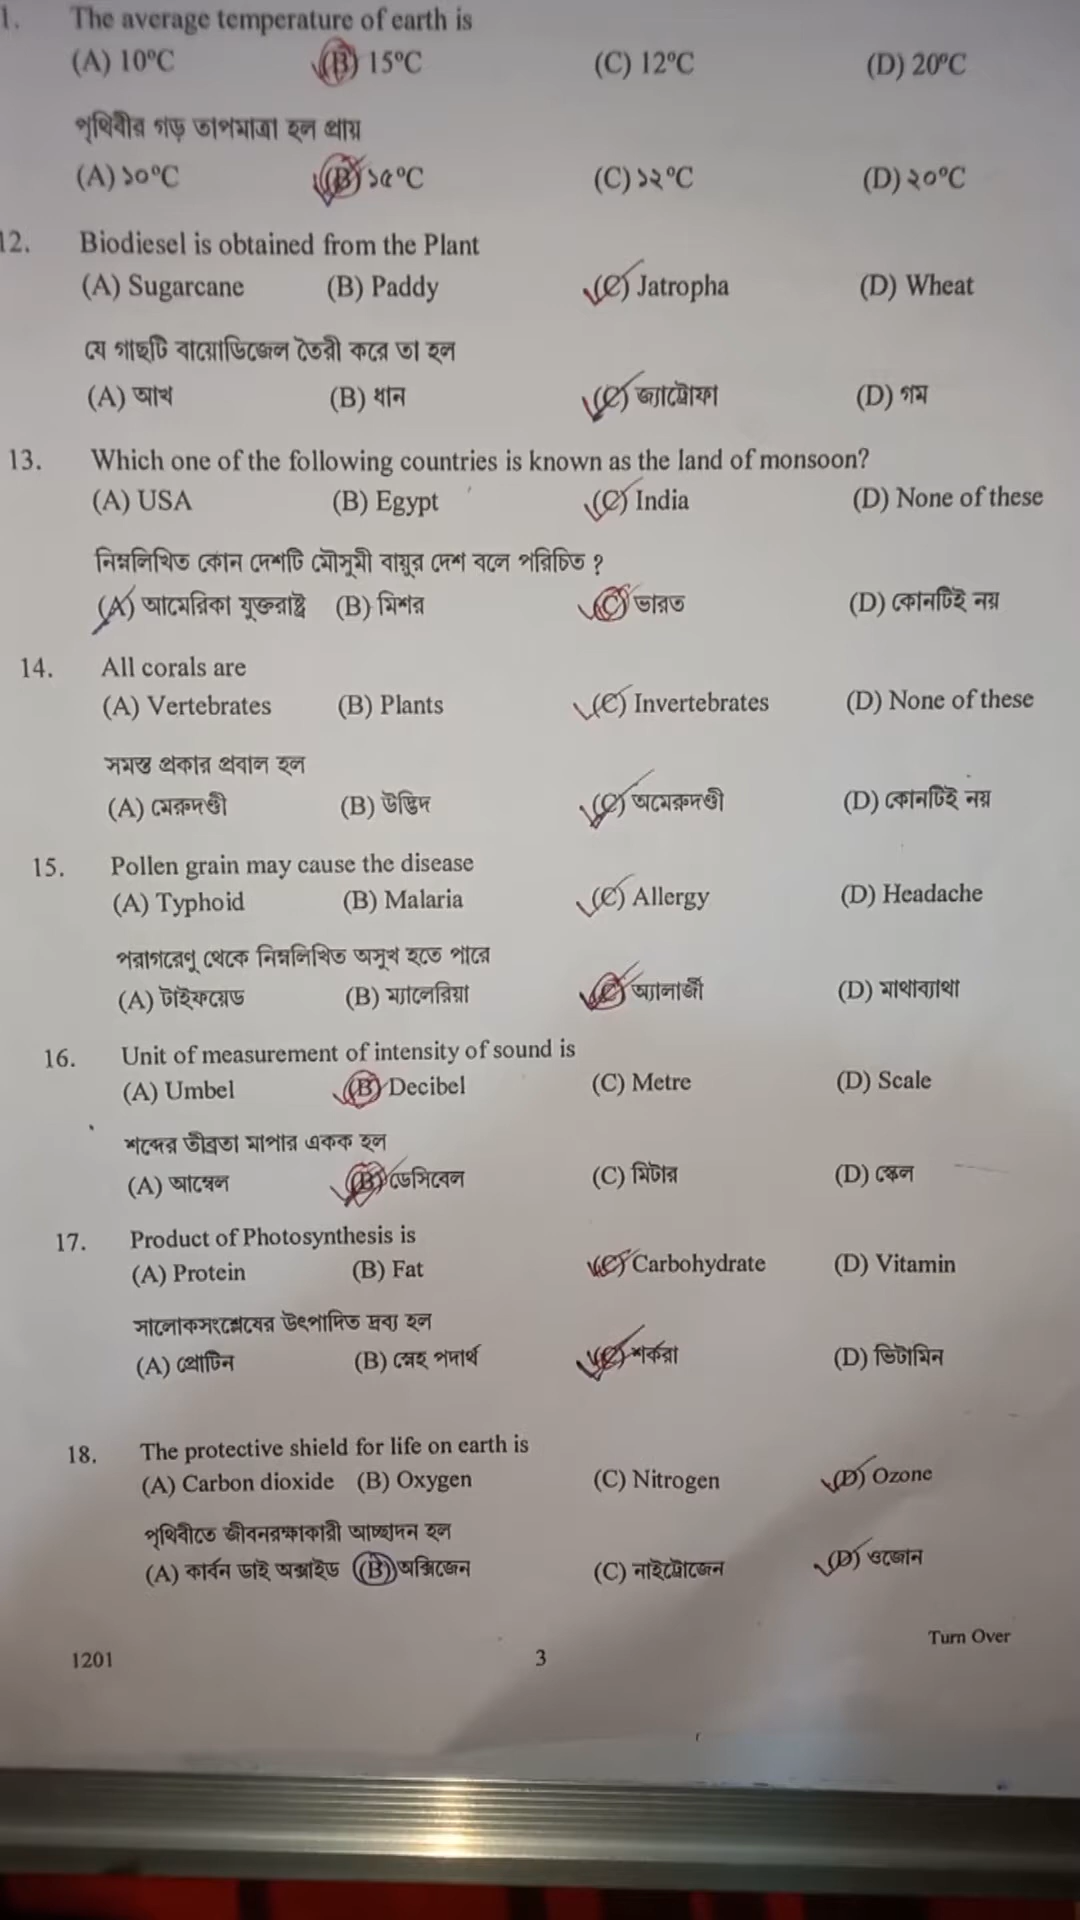 1. The average temperature of earth is
(A) 10°C (B) 15°C (C) 12°C (D) 20°C
পৃথিবীর গড় তাপমাত্রা হল প্রায়
(A) ১০°C (B) ১৫°C (C) ১২°C (D) ২০°C
12. Biodiesel is obtained from the Plant
(A) Sugarcane (B) Paddy (C) Jatropha (D) Wheat
যে গাছটি বায়োডিজেল তৈরী করে তা হল
(A) আখ (B) ধান (C) জ্যাট্রোফা (D) গম
13. Which one of the following countries is known as the land of monsoon?
(A) USA (B) Egypt (C) India (D) None of these
নিম্নলিখিত কোন দেশটি মৌসুমী বায়ুর দেশ বলে পরিচিত ?
(A) আমেরিকা যুক্তরাষ্ট্র (B) মিশর (C) ভারত (D) কোনটিই নয়
14. All corals are
(A) Vertebrates (B) Plants (C) Invertebrates (D) None of these
সমস্ত প্রকার প্রবাল হল
(A) মেরুদণ্ডী (B) উদ্ভিদ (C) অমেরুদণ্ডী (D) কোনটিই নয়
15. Pollen grain may cause the disease
(A) Typhoid (B) Malaria (C) Allergy (D) Headache
পরাগরেণু থেকে নিম্নলিখিত অসুখ হতে পারে
(A) টাইফয়েড (B) ম্যালেরিয়া (C) অ্যালার্জী (D) মাথাব্যাথা
16. Unit of measurement of intensity of sound is
(A) Umbel (B) Decibel (C) Metre (D) Scale
শব্দের তীব্রতা মাপার একক হল
(A) আম্বেল (B) ডেসিবেল (C) মিটার (D) স্কেল
17. Product of Photosynthesis is
(A) Protein (B) Fat (C) Carbohydrate (D) Vitamin
সালোকসংশ্লেষের উৎপাদিত দ্রব্য হল
(A) প্রোটিন (B) স্নেহ পদার্থ (C) শর্করা (D) ভিটামিন
18. The protective shield for life on earth is
(A) Carbon dioxide (B) Oxygen (C) Nitrogen (D) Ozone
পৃথিবীতে জীবনরক্ষাকারী আচ্ছাদন হল
(A) কার্বন ডাই অক্সাইড (B) অক্সিজেন (C) নাইট্রোজেন (D) ওজোন
Turn Over
1201 3